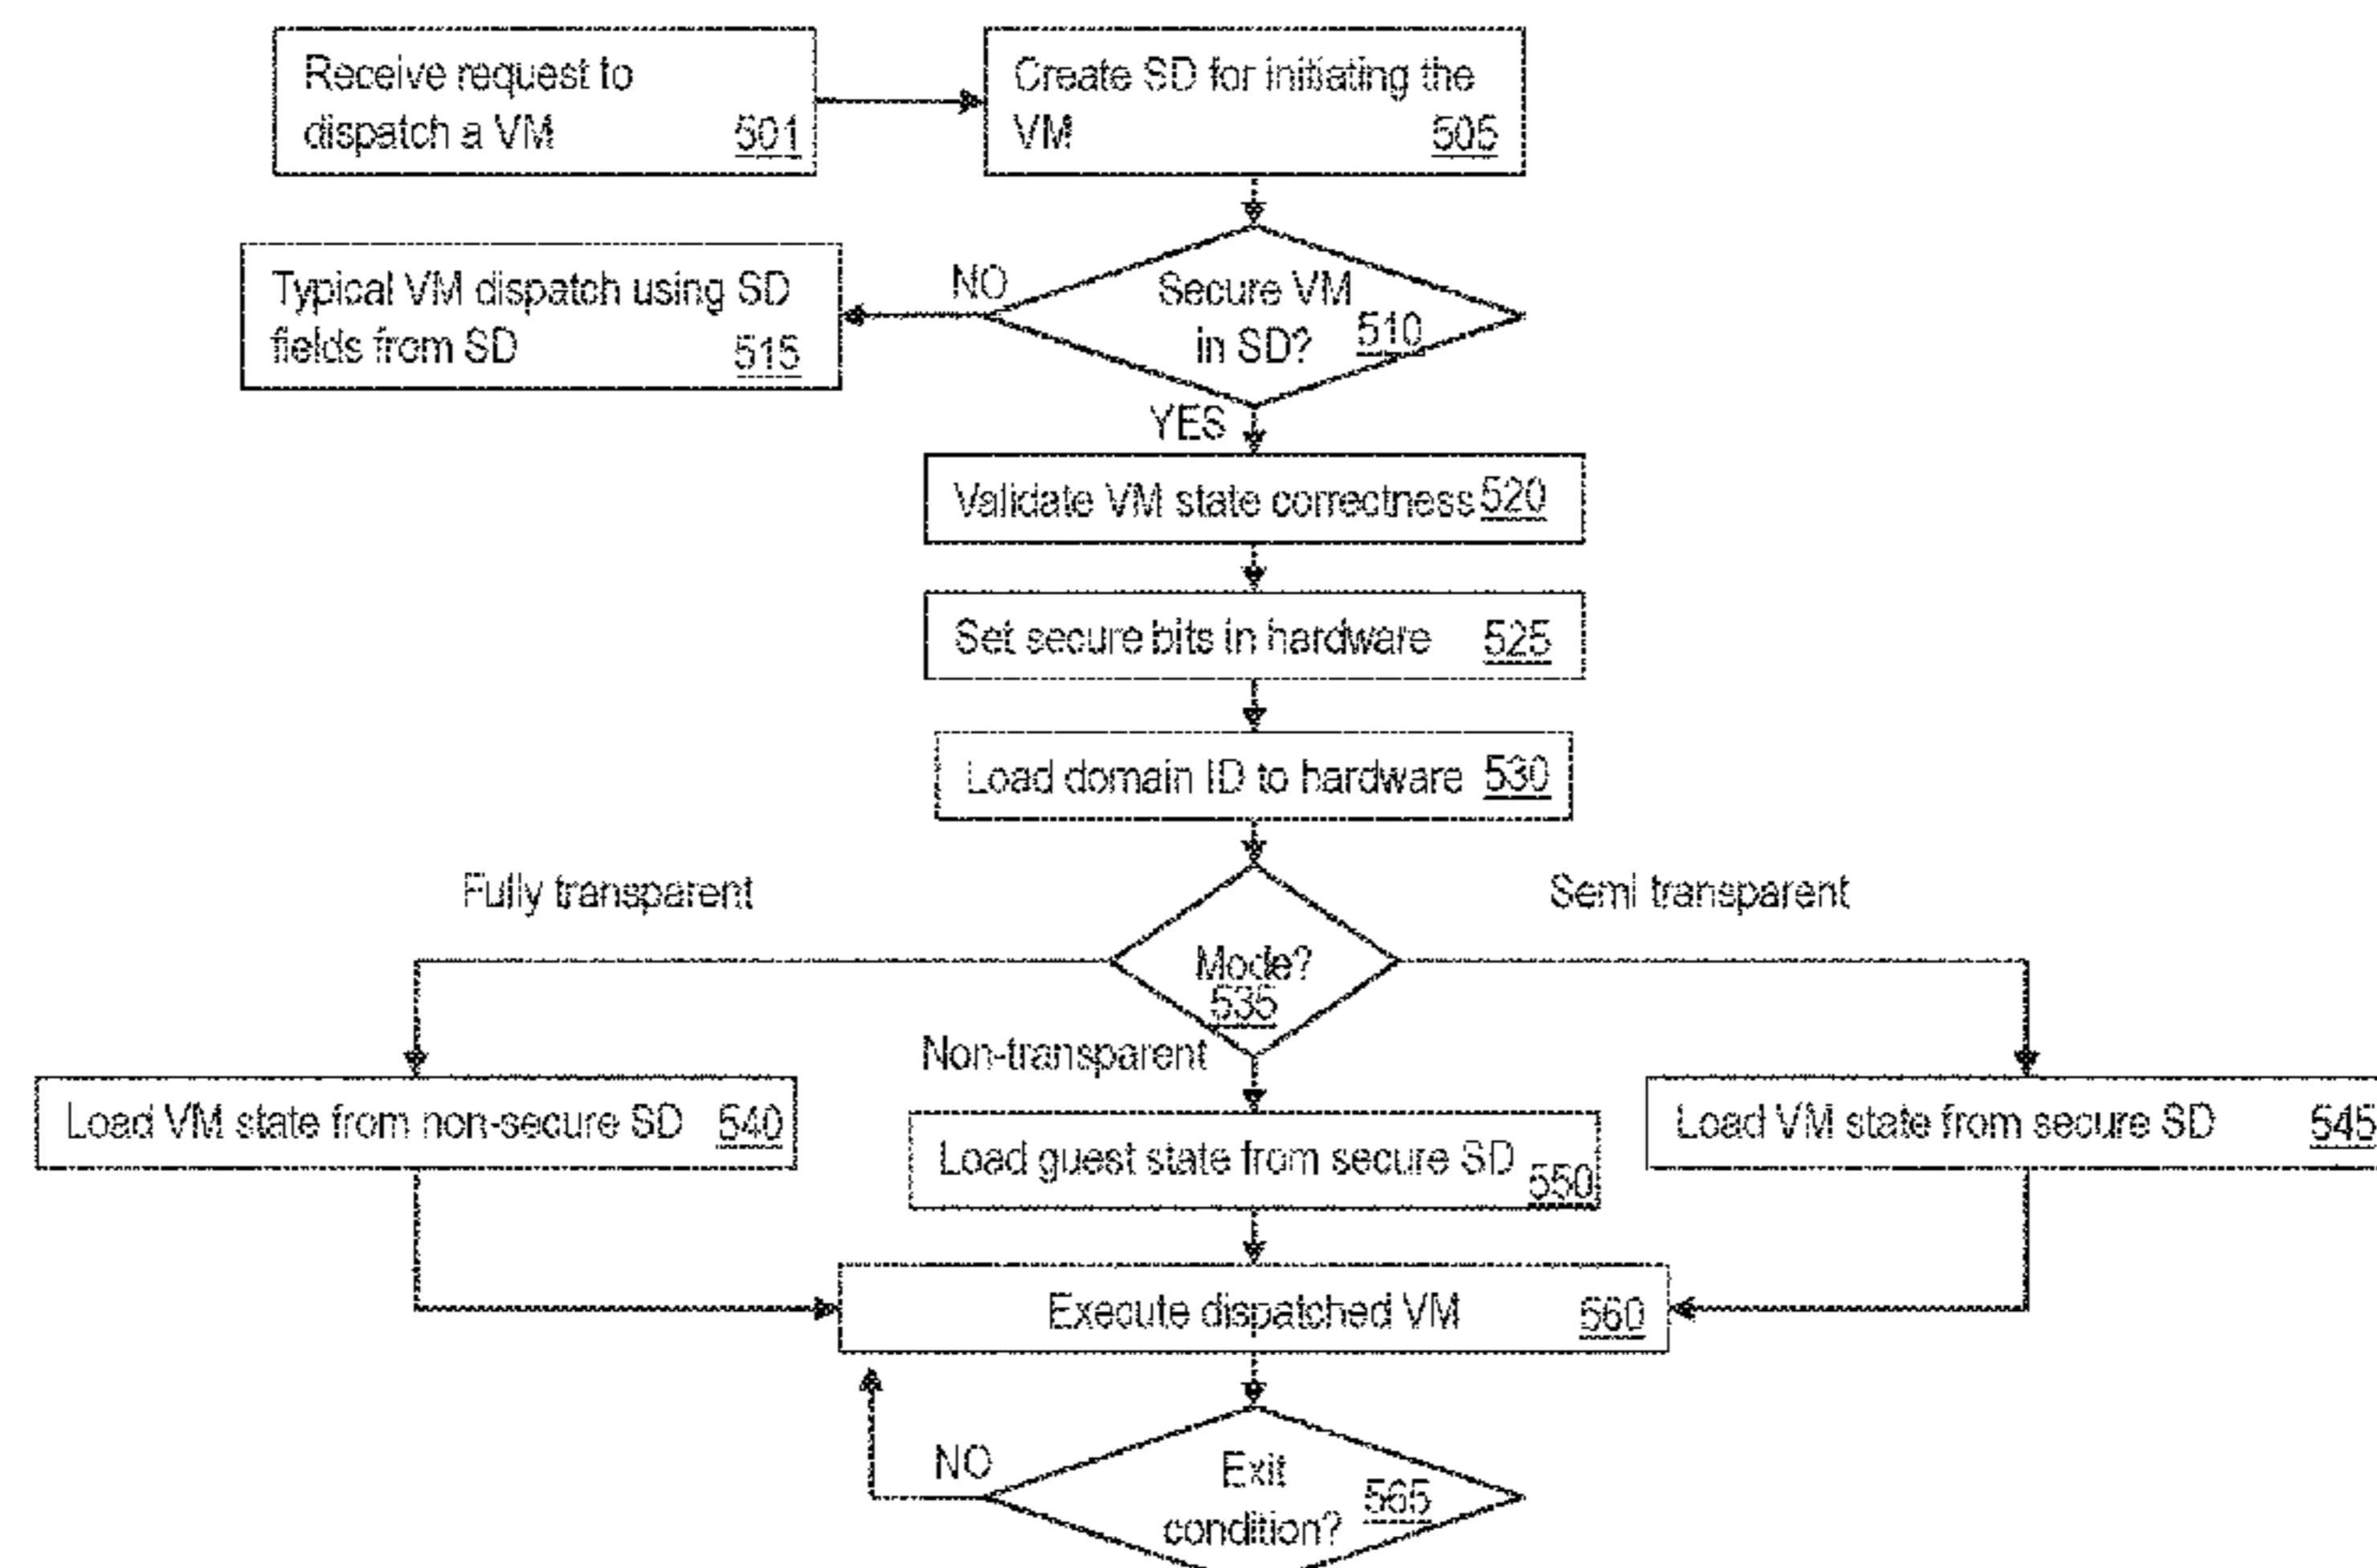 Receive request to
dispatch a VM 501
Create SD for initiating the
VM 505
Typical VM dispatch using SD
fields from SD 515
NO
Secure VM
in SD? 510
YES
Validate VM state correctness 520
Set secure bits in hardware 525
Load domain ID to hardware 530
Fully transparent
Semi transparent
Mode?
535
Non-transparent
Load VM state from non-secure SD 540
Load guest state from secure SD 550
Load VM state from secure SD 545
Execute dispatched VM 560
NO
Exit
condition? 565